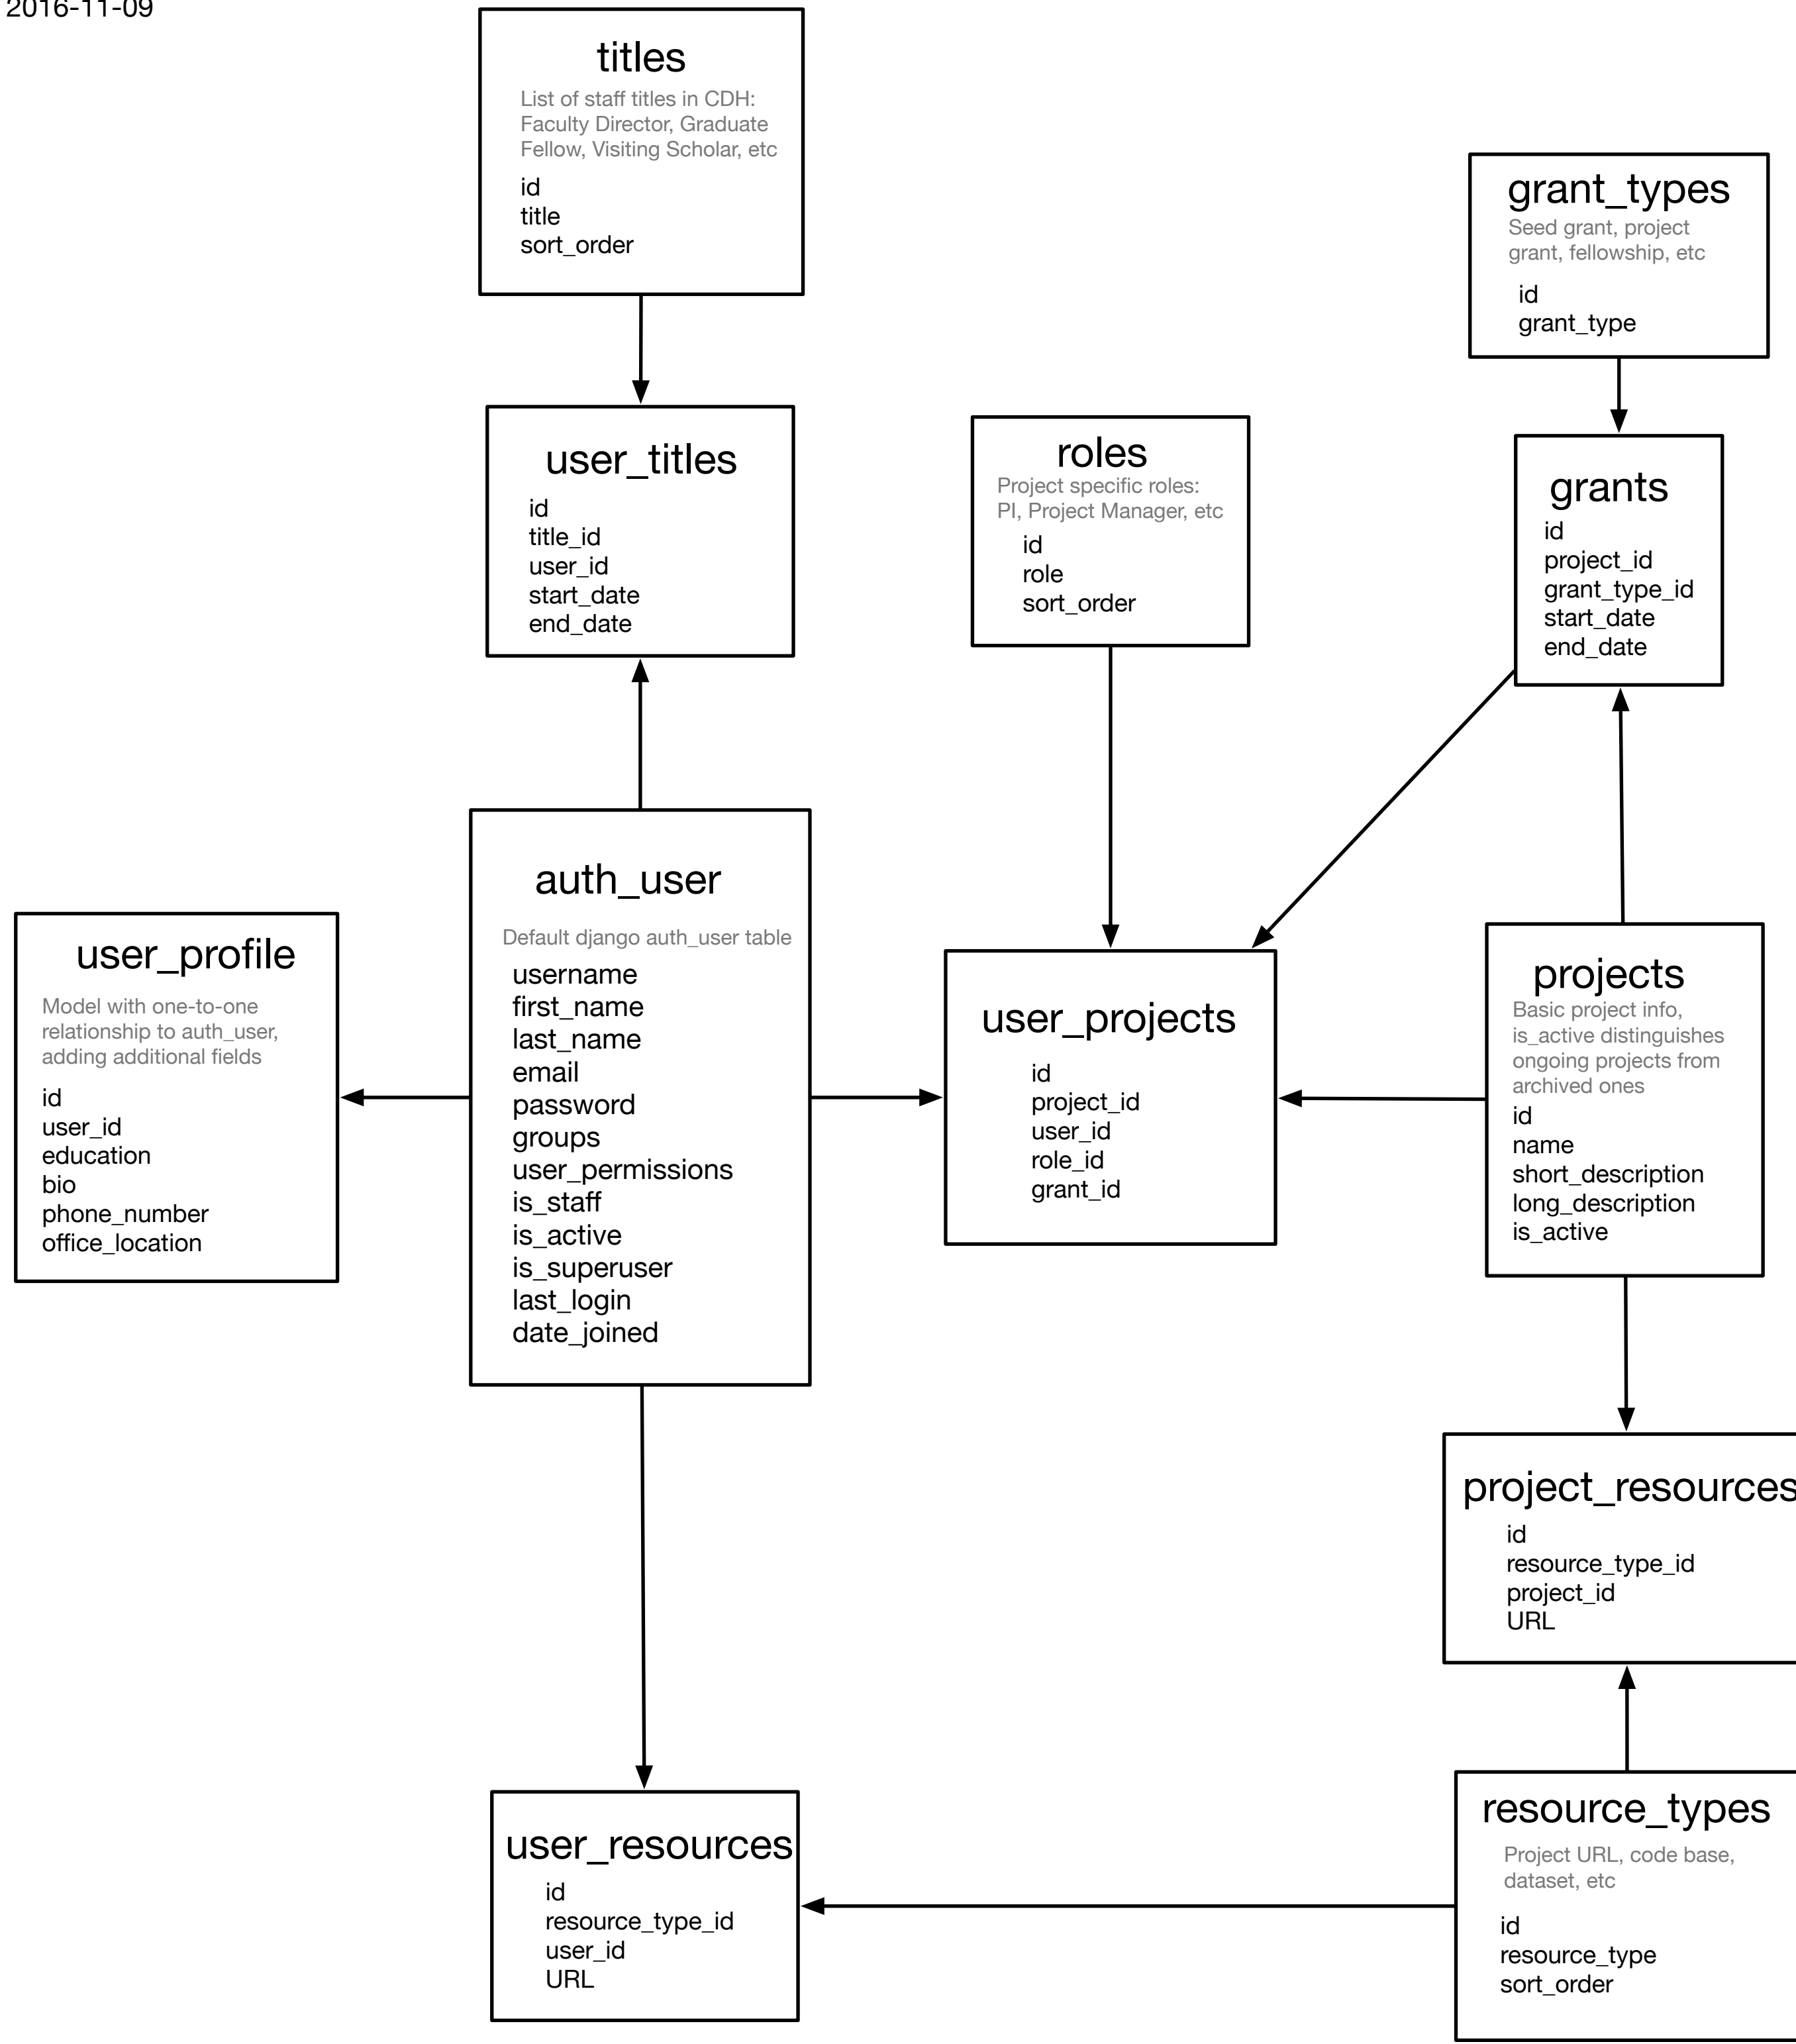 2016-11-09
titles
List of staff titles in CDH:
Faculty Director, Graduate
Fellow, Visiting Scholar, etc
id
title
sort_order
grant_types
Seed grant, project
grant, fellowship, etc
id
grant_type
user_titles
id
title_id
user_id
start_date
end_date
roles
Project specific roles:
PI, Project Manager, etc
id
role
sort_order
grants
id
project_id
grant_type_id
start_date
end_date
auth_user
Default django auth_user table
username
first_name
last_name
email
password
groups
user_permissions
is_staff
is_active
is_superuser
last_login
date_joined
user_profile
Model with one-to-one
relationship to auth_user,
adding additional fields
id
user_id
education
bio
phone_number
office_location
user_projects
id
project_id
user_id
role_id
grant_id
projects
Basic project info,
is_active distinguishes
ongoing projects from
archived ones
id
name
short_description
long_description
is_active
project_resources
id
resource_type_id
project_id
URL
user_resources
id
resource_type_id
user_id
URL
resource_types
Project URL, code base,
dataset, etc
id
resource_type
sort_order